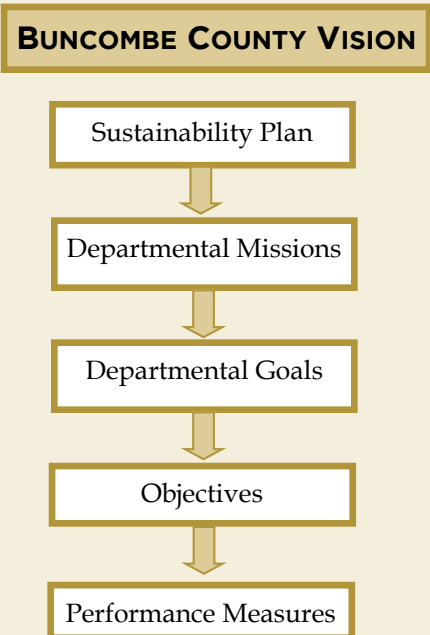 BUNCOMBE COUNTY VISION
Sustainability Plan
Departmental Missions
Departmental Goals
Objectives
Performance Measures